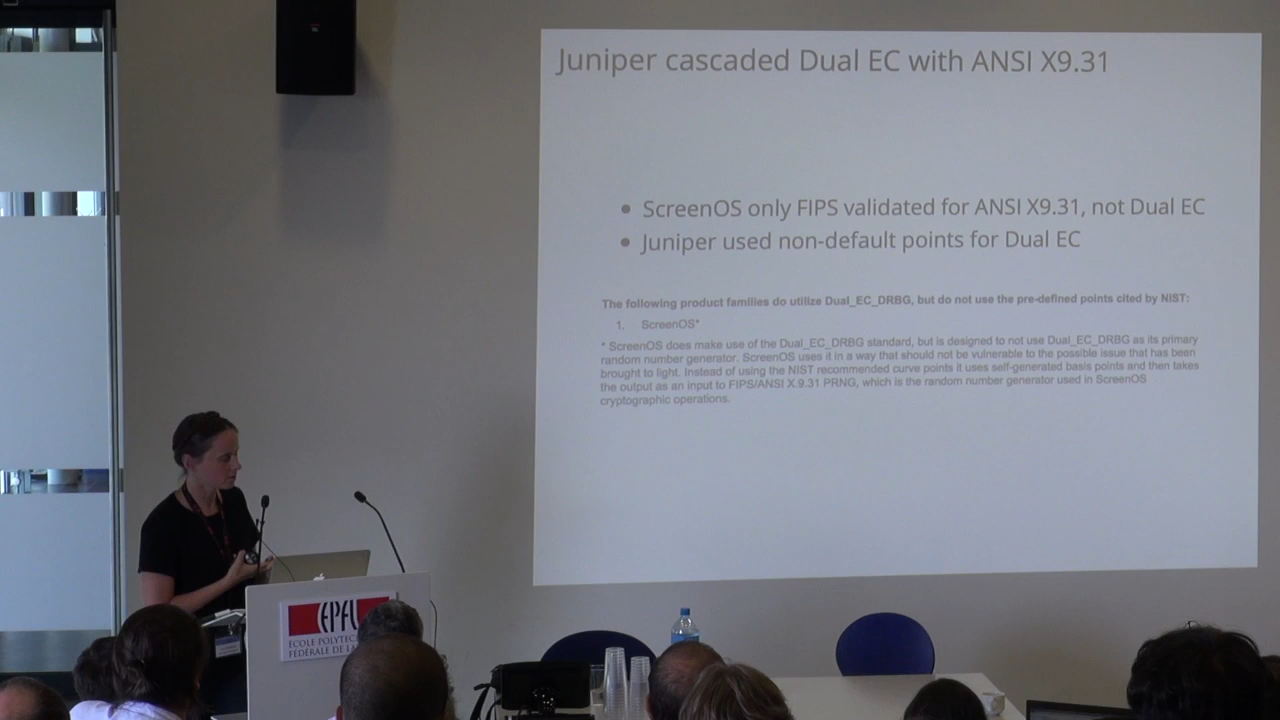 Juniper cascaded Dual EC with ANSI X9.31
• ScreenOS only FIPS validated for ANSI X9.31, not Dual EC
• Juniper used non-default points for Dual EC
The following product families do utilize Dual_EC_DRBG, but do not use the pre-defined points cited by NIST:
1. ScreenOS*
* ScreenOS does make use of the Dual_EC_DRBG standard, but is designed to not use Dual_EC_DRBG as its primary
random number generator. ScreenOS uses it in a way that should not be vulnerable to the possible issue that has been
brought to light. Instead of using the NIST recommended curve points it uses self-generated basis points and then takes
the output as an input to FIPS/ANSI X.9.31 PRNG, which is the random number generator used in ScreenOS
cryptographic operations.
EPFL
ÉCOLE POLYTEC
FÉDÉRALE DE LA